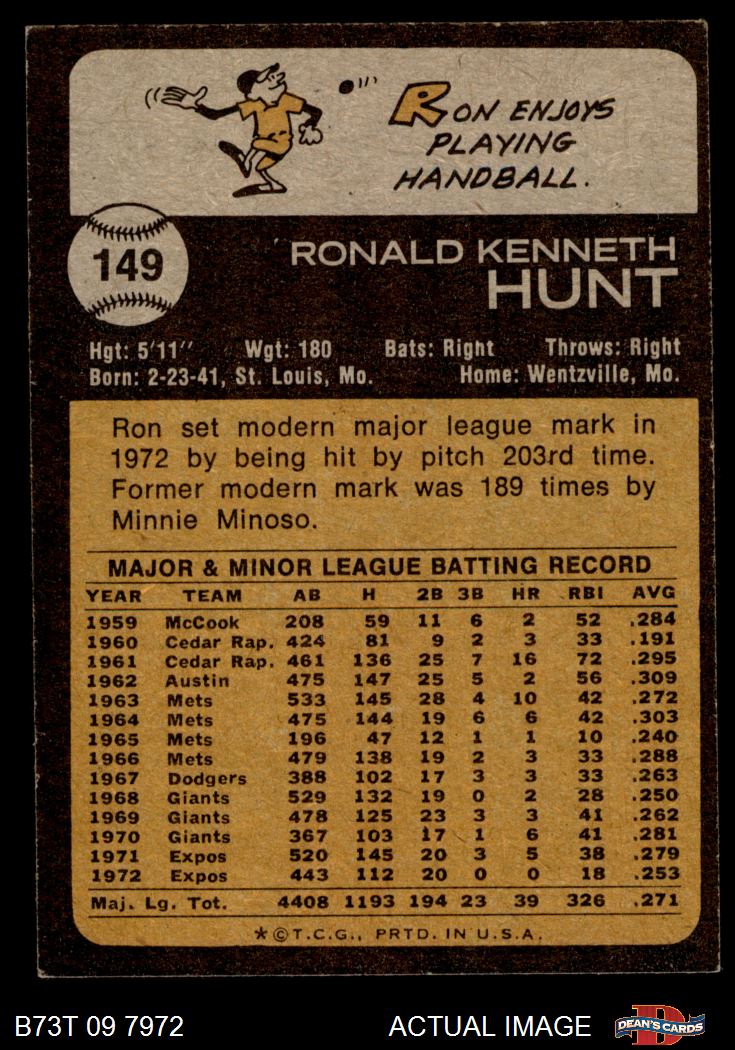 RON ENJOYS
PLAYING
HANDBALL.
149
RONALD KENNETH
HUNT
Hgt: 5'11" Wgt: 180 Bats: Right Throws: Right
Born: 2-23-41, St. Louis, Mo. Home: Wentzville, Mo.
Ron set modern major league mark in
1972 by being hit by pitch 203rd time.
Former modern mark was 189 times by
Minnie Minoso.
MAJOR & MINOR LEAGUE BATTING RECORD
YEAR TEAM AB H 2B 3B HR RBI AVG
1959 McCook 208 59 11 6 2 52 .284
1960 Cedar Rap. 424 81 9 2 3 33 .191
1961 Cedar Rap. 461 136 25 7 16 72 .295
1962 Austin 475 147 25 5 2 56 .309
1963 Mets 533 145 28 4 10 42 .272
1964 Mets 475 144 19 6 6 42 .303
1965 Mets 196 47 12 1 1 10 .240
1966 Mets 479 138 19 2 3 33 .288
1967 Dodgers 388 102 17 3 3 33 .263
1968 Giants 529 132 19 0 2 28 .250
1969 Giants 478 125 23 3 3 41 .262
1970 Giants 367 103 17 1 6 41 .281
1971 Expos 520 145 20 3 5 38 .279
1972 Expos 443 112 20 0 0 18 .253
Maj. Lg. Tot. 4408 1193 194 23 39 326 .271
*©T.C.G., PRTD. IN U.S.A.
B73T 09 7972 ACTUAL IMAGE D DEAN'S CARDS